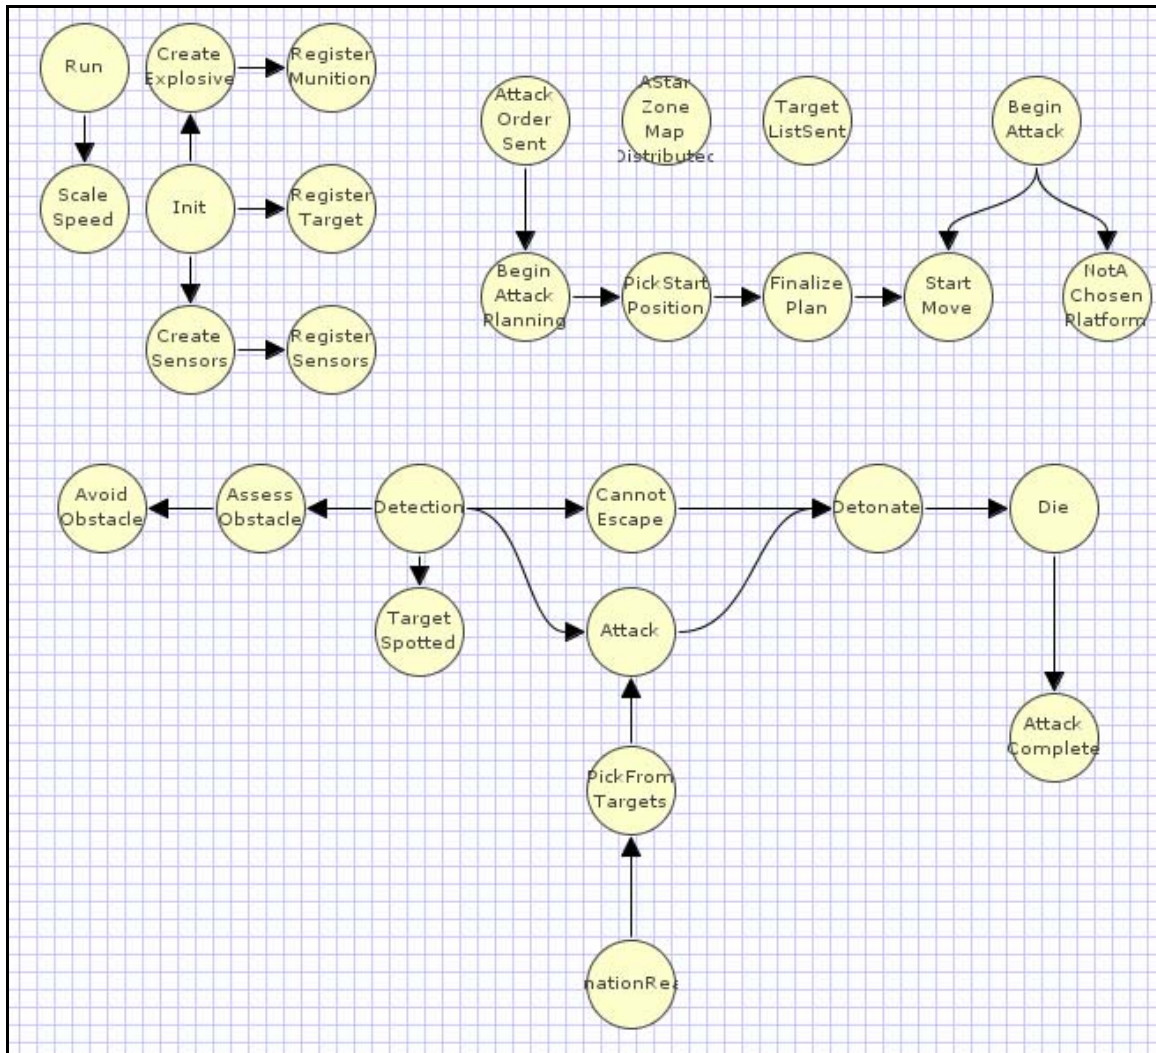 Run
Create
Explosive
Register
Munition
Attack
Order
Sent
AStar
Zone
Map
Distributed
Target
ListSent
Begin
Attack
Scale
Speed
Init
Register
Target
Begin
Attack
Planning
PickStart
Position
Finalize
Plan
Start
Move
NotA
Chosen
Platform
Create
Sensors
Register
Sensors
Avoid
Obstacle
Assess
Obstacle
Detection
Cannot
Escape
Detonate
Die
Target
Spotted
Attack
Attack
Complete
PickFrom
Targets
nationRea